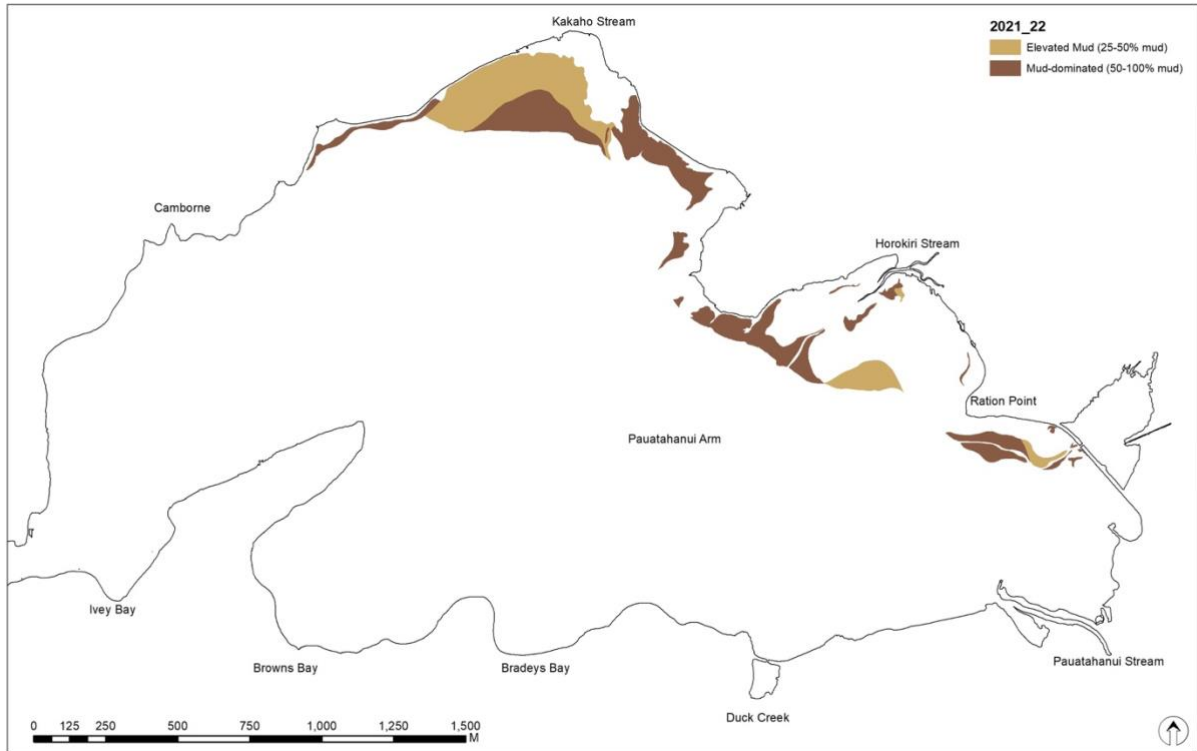 Kakaho Stream
2021_22
Elevated Mud (25-50% mud)
Mud-dominated (50-100% mud)
Camborne
Horokiri Stream
Ration Point
Pauatahanui Arm
Ivey Bay
Browns Bay
Bradeys Bay
Pauatahanui Stream
Duck Creek
0 125 250 500 750 1,000 1,250 1,500
M